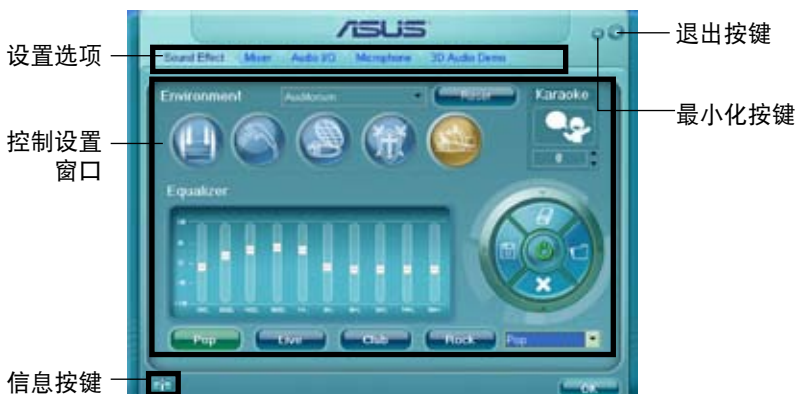 ASUS
退出按键
设置选项
Sound Effect Mixer Audio I/O Microphone 3D Audio Demo
最小化按键
Environment Auditorium Reset Karaoke
控制设置
窗口
0
Equalizer
Pop Live Club Rock Pop
信息按键
OK